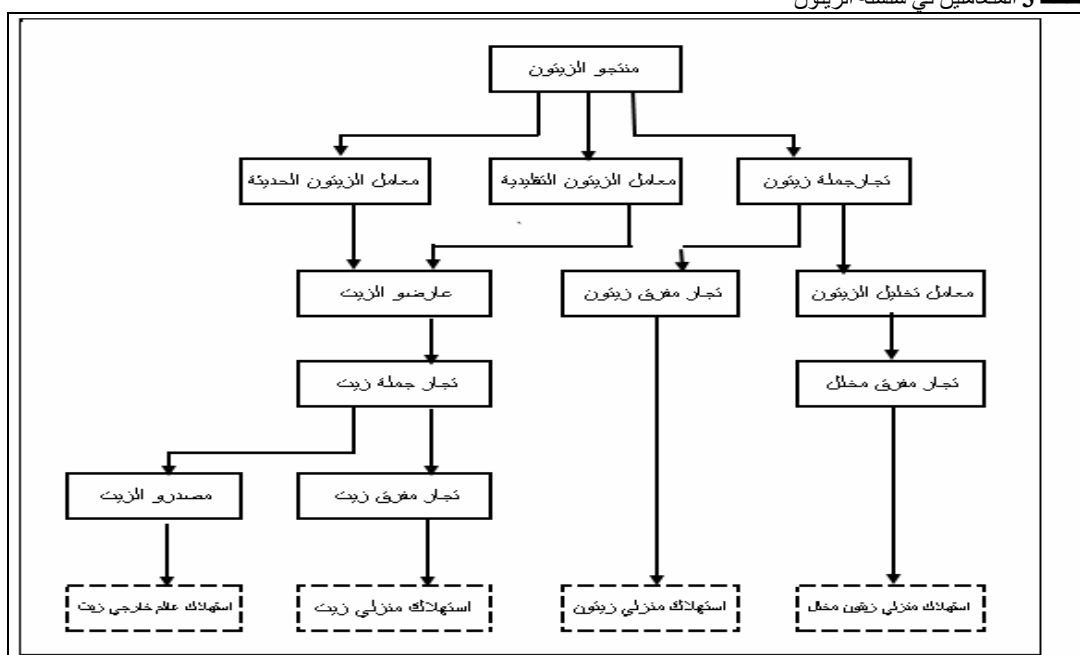 3 المتعاملين في سلسلة الزيتون
منتجو الزيتون
تجار جملة زيتون
معامل الزيتون التقليدية
معامل الزيتون الحديثة
معامل تخليل الزيتون
تجار مفرق زيتون
عارضو الزيت
تجار مفرق مخلل
تجار جملة زيت
تجار مفرق زيت
مصدرو الزيت
استهلاك منزلي زيتون مخلل
استهلاك منزلي زيتون
استهلاك منزلي زيت
استهلاك عالم خارجي زيت